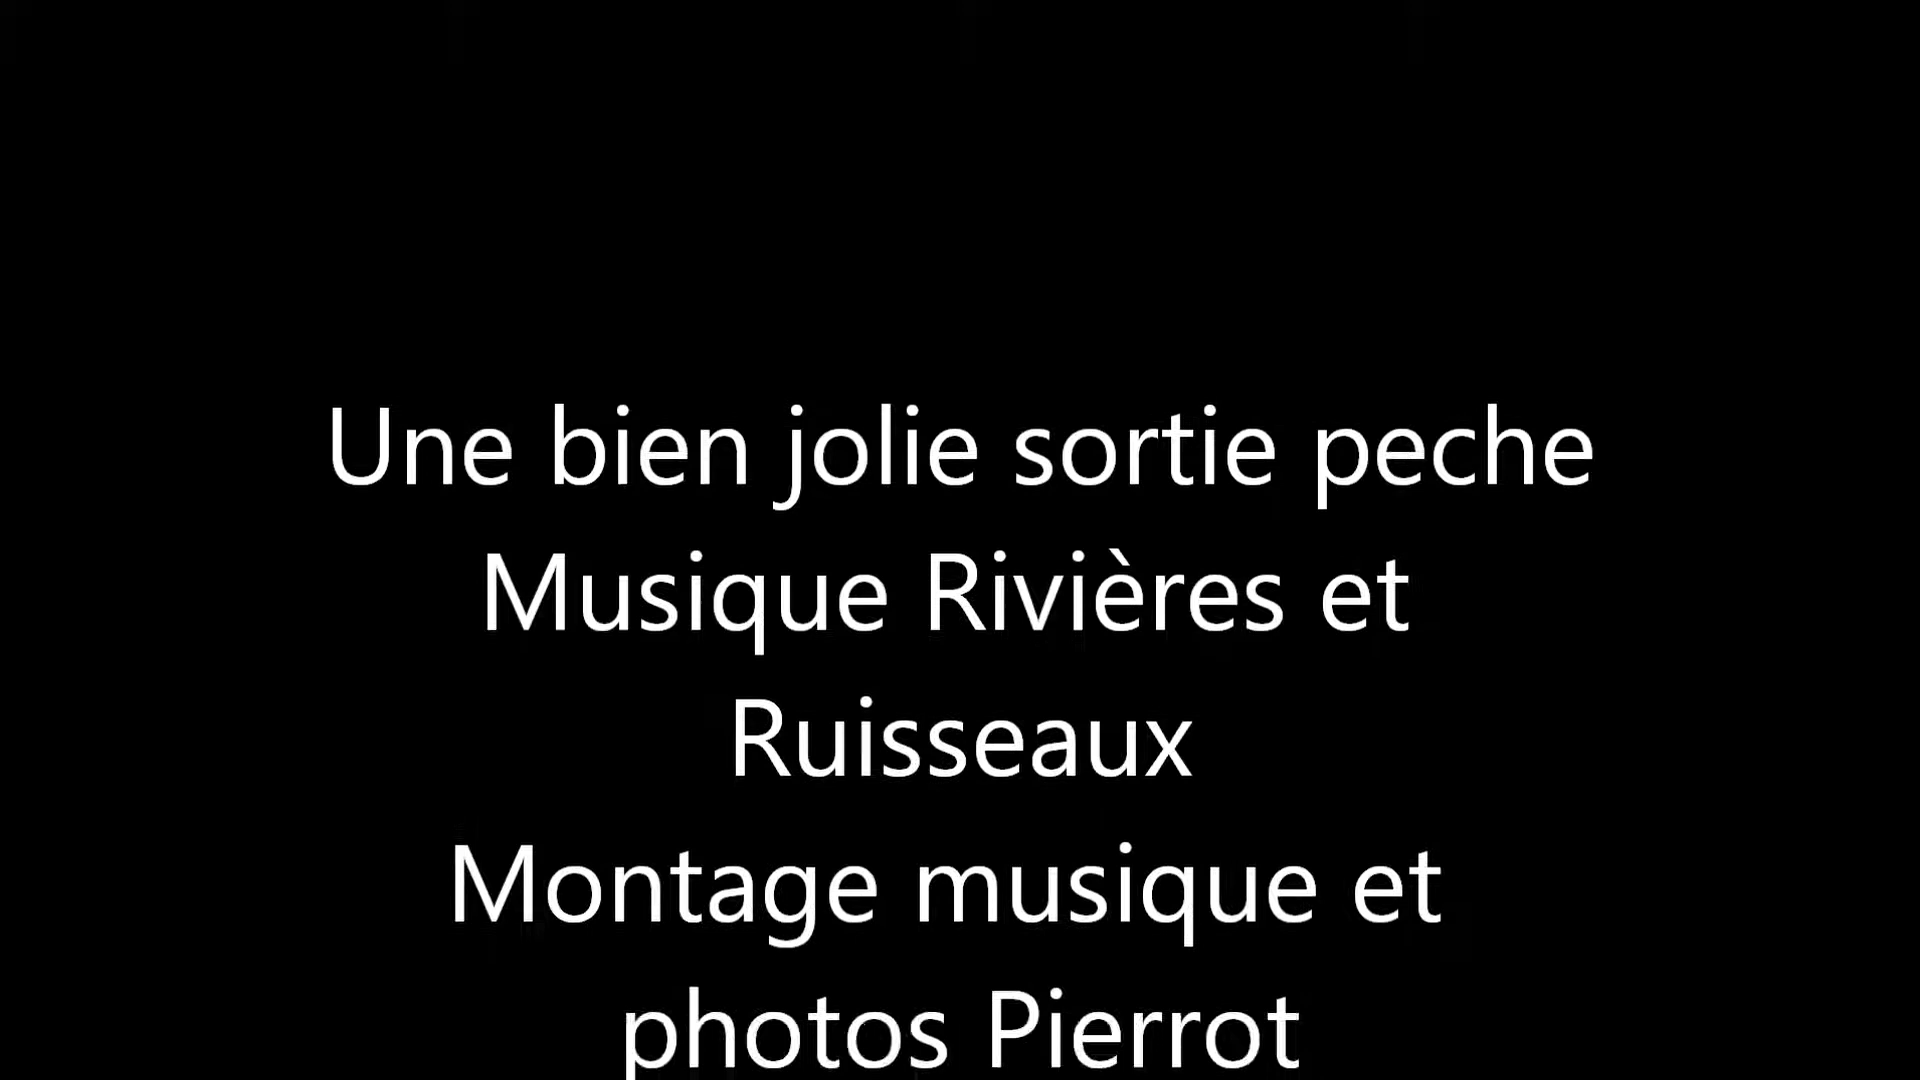 Une bien jolie sortie peche
Musique Rivières et
Ruisseaux
Montage musique et
photos Pierrot